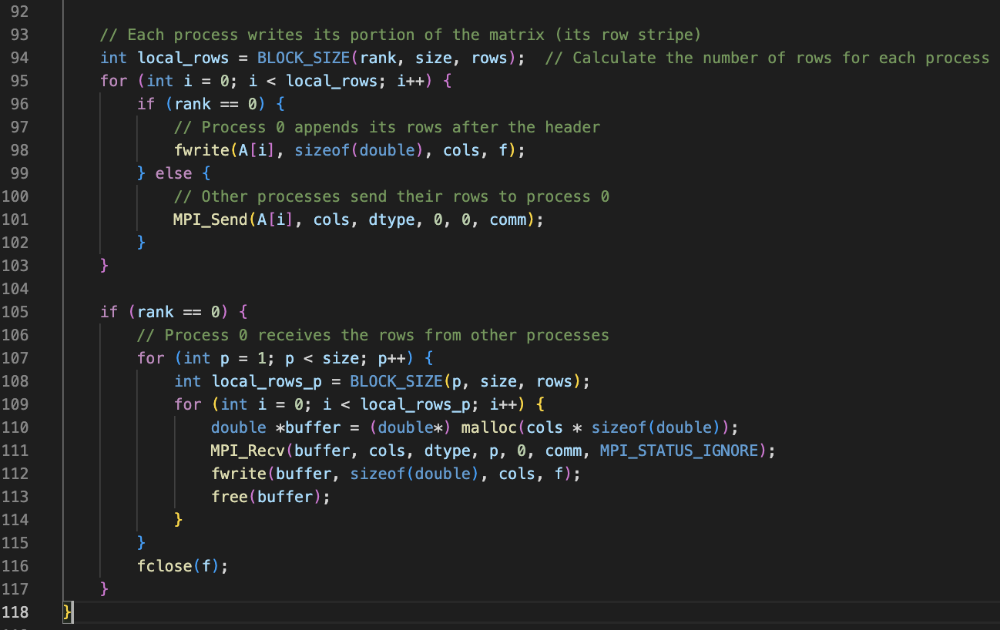 92
93 // Each process writes its portion of the matrix (its row stripe)
94 int local_rows = BLOCK_SIZE(rank, size, rows);  // Calculate the number of rows for each process
95 for (int i = 0; i < local_rows; i++) {
96 if (rank == 0) {
97 // Process 0 appends its rows after the header
98 fwrite(A[i], sizeof(double), cols, f);
99 } else {
100 // Other processes send their rows to process 0
101 MPI_Send(A[i], cols, dtype, 0, 0, comm);
102 }
103 }
104
105 if (rank == 0) {
106 // Process 0 receives the rows from other processes
107 for (int p = 1; p < size; p++) {
108 int local_rows_p = BLOCK_SIZE(p, size, rows);
109 for (int i = 0; i < local_rows_p; i++) {
110 double *buffer = (double*) malloc(cols * sizeof(double));
111 MPI_Recv(buffer, cols, dtype, p, 0, comm, MPI_STATUS_IGNORE);
112 fwrite(buffer, sizeof(double), cols, f);
113 free(buffer);
114 }
115 }
116 fclose(f);
117 }
118 }